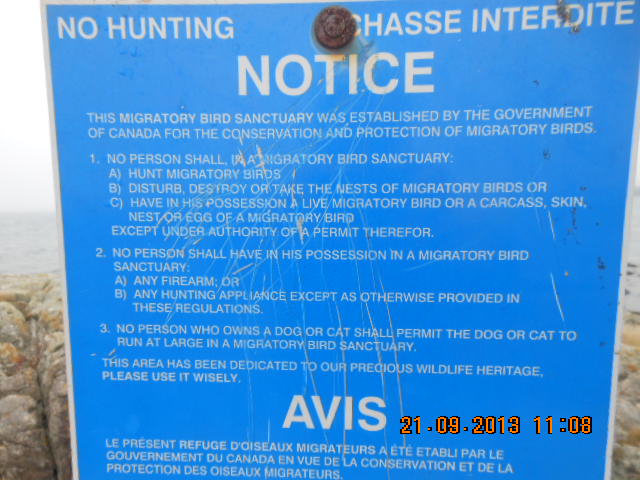 NO HUNTING CHASSE INTERDITE
NOTICE
THIS MIGRATORY BIRD SANCTUARY WAS ESTABLISHED BY THE GOVERNMENT
OF CANADA FOR THE CONSERVATION AND PROTECTION OF MIGRATORY BIRDS.
1. NO PERSON SHALL, IN A MIGRATORY BIRD SANCTUARY:
A) HUNT MIGRATORY BIRDS
B) DISTURB, DESTROY OR TAKE THE NESTS OF MIGRATORY BIRDS OR
C) HAVE IN HIS POSSESSION A LIVE MIGRATORY BIRD OR A CARCASS, SKIN,
NEST OR EGG OF A MIGRATORY BIRD
EXCEPT UNDER AUTHORITY OF A PERMIT THEREFOR.
2. NO PERSON SHALL HAVE IN HIS POSSESSION IN A MIGRATORY BIRD
SANCTUARY:
A) ANY FIREARM; OR
B) ANY HUNTING APPLIANCE EXCEPT AS OTHERWISE PROVIDED IN
THESE REGULATIONS.
3. NO PERSON WHO OWNS A DOG OR CAT SHALL PERMIT THE DOG OR CAT TO
RUN AT LARGE IN A MIGRATORY BIRD SANCTUARY.
THIS AREA HAS BEEN DEDICATED TO OUR PRECIOUS WILDLIFE HERITAGE,
PLEASE USE IT WISELY.
AVIS
21.09.2013 11:08
LE PRÉSENT REFUGE D'OISEAUX MIGRATEURS A ÉTÉ ETABLI PAR LE
GOUVERNEMENT DU CANADA EN VUE DE LA CONSERVATION ET DE LA
PROTECTION DES OISEAUX MIGRATEURS.